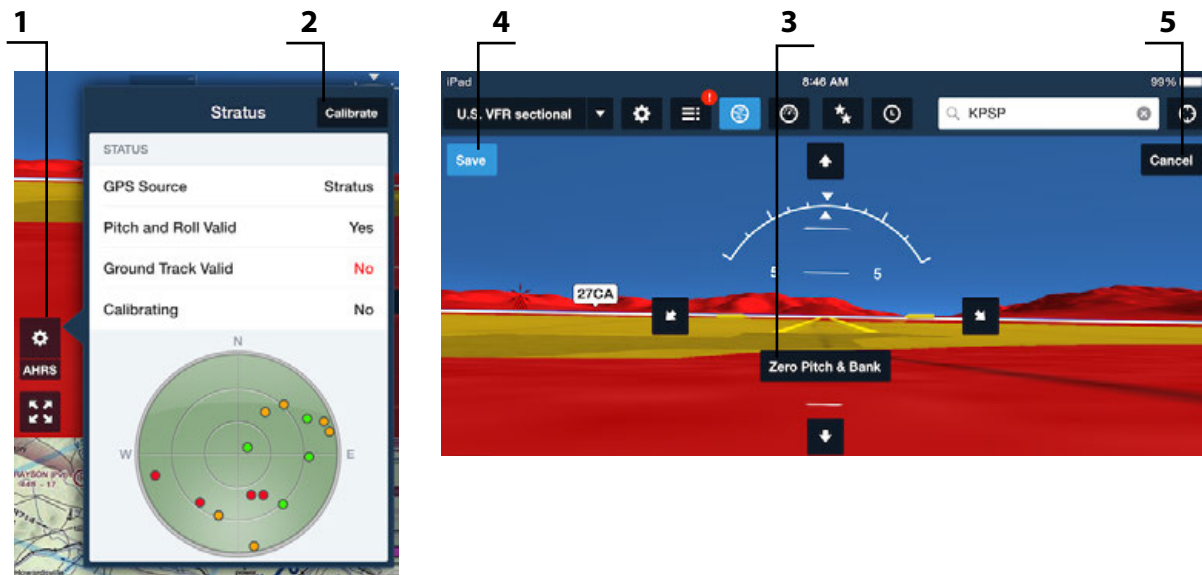 1
2
4
3
5
Stratus
Calibrate
STATUS
GPS Source Stratus
Pitch and Roll Valid Yes
Ground Track Valid No
Calibrating No
AHRS
N
W E
iPad 8:46 AM 99%
U.S. VFR sectional ! KPSP
Save Cancel
5 5
27CA
Zero Pitch & Bank